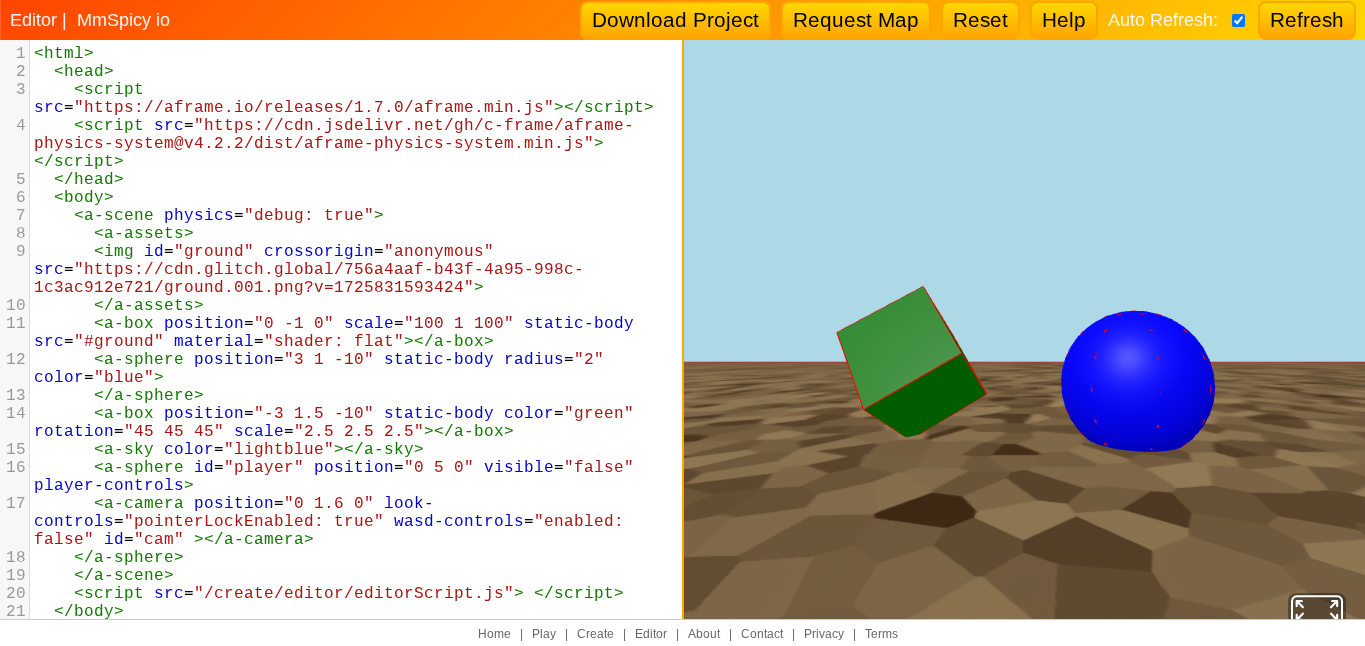 Editor |  MmSpicy io
Download Project
Request Map
Reset
Help
Auto Refresh:
Refresh
1 <html>
2   <head>
3     <script
src="https://aframe.io/releases/1.7.0/aframe.min.js"></script>
4     <script src="https://cdn.jsdelivr.net/gh/c-frame/aframe-
physics-system@v4.2.2/dist/aframe-physics-system.min.js">
</script>
5   </head>
6   <body>
7     <a-scene physics="debug: true">
8       <a-assets>
9       <img id="ground" crossorigin="anonymous"
src="https://cdn.glitch.global/756a4aaf-b43f-4a95-998c-
1c3ac912e721/ground.001.png?v=1725831593424">
10       </a-assets>
11       <a-box position="0 -1 0" scale="100 1 100" static-body
src="#ground" material="shader: flat"></a-box>
12       <a-sphere position="3 1 -10" static-body radius="2"
color="blue">
13       </a-sphere>
14       <a-box position="-3 1.5 -10" static-body color="green"
rotation="45 45 45" scale="2.5 2.5 2.5"></a-box>
15       <a-sky color="lightblue"></a-sky>
16       <a-sphere id="player" position="0 5 0" visible="false"
player-controls>
17       <a-camera position="0 1.6 0" look-
controls="pointerLockEnabled: true" wasd-controls="enabled:
false" id="cam" ></a-camera>
18     </a-sphere>
19     </a-scene>
20     <script src="/create/editor/editorScript.js"> </script>
21   </body>
Home | Play | Create | Editor | About | Contact | Privacy | Terms